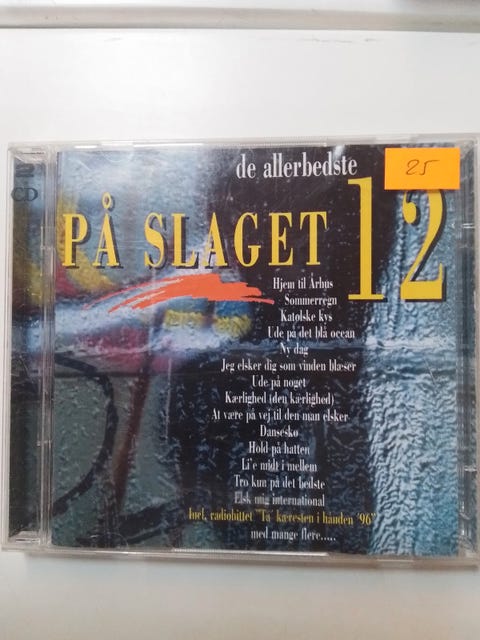 2
CD
de allerbedste
25
PÅ SLAGET 12
Hjem til Århus
Sommerregn
Katolske kys
Ude på det blå ocean
Ny dag
Jeg elsker dig som vinden blæser
Ude på noget
Kærlighed (den kærlighed)
At være på vej til den man elsker
Dansesko
Hold på hatten
Li'e midt i mellem
Tro kun på det bedste
Elsk mig international
Incl. radiohittet "Ta' kæresten i hånden '96"
med mange flere.....